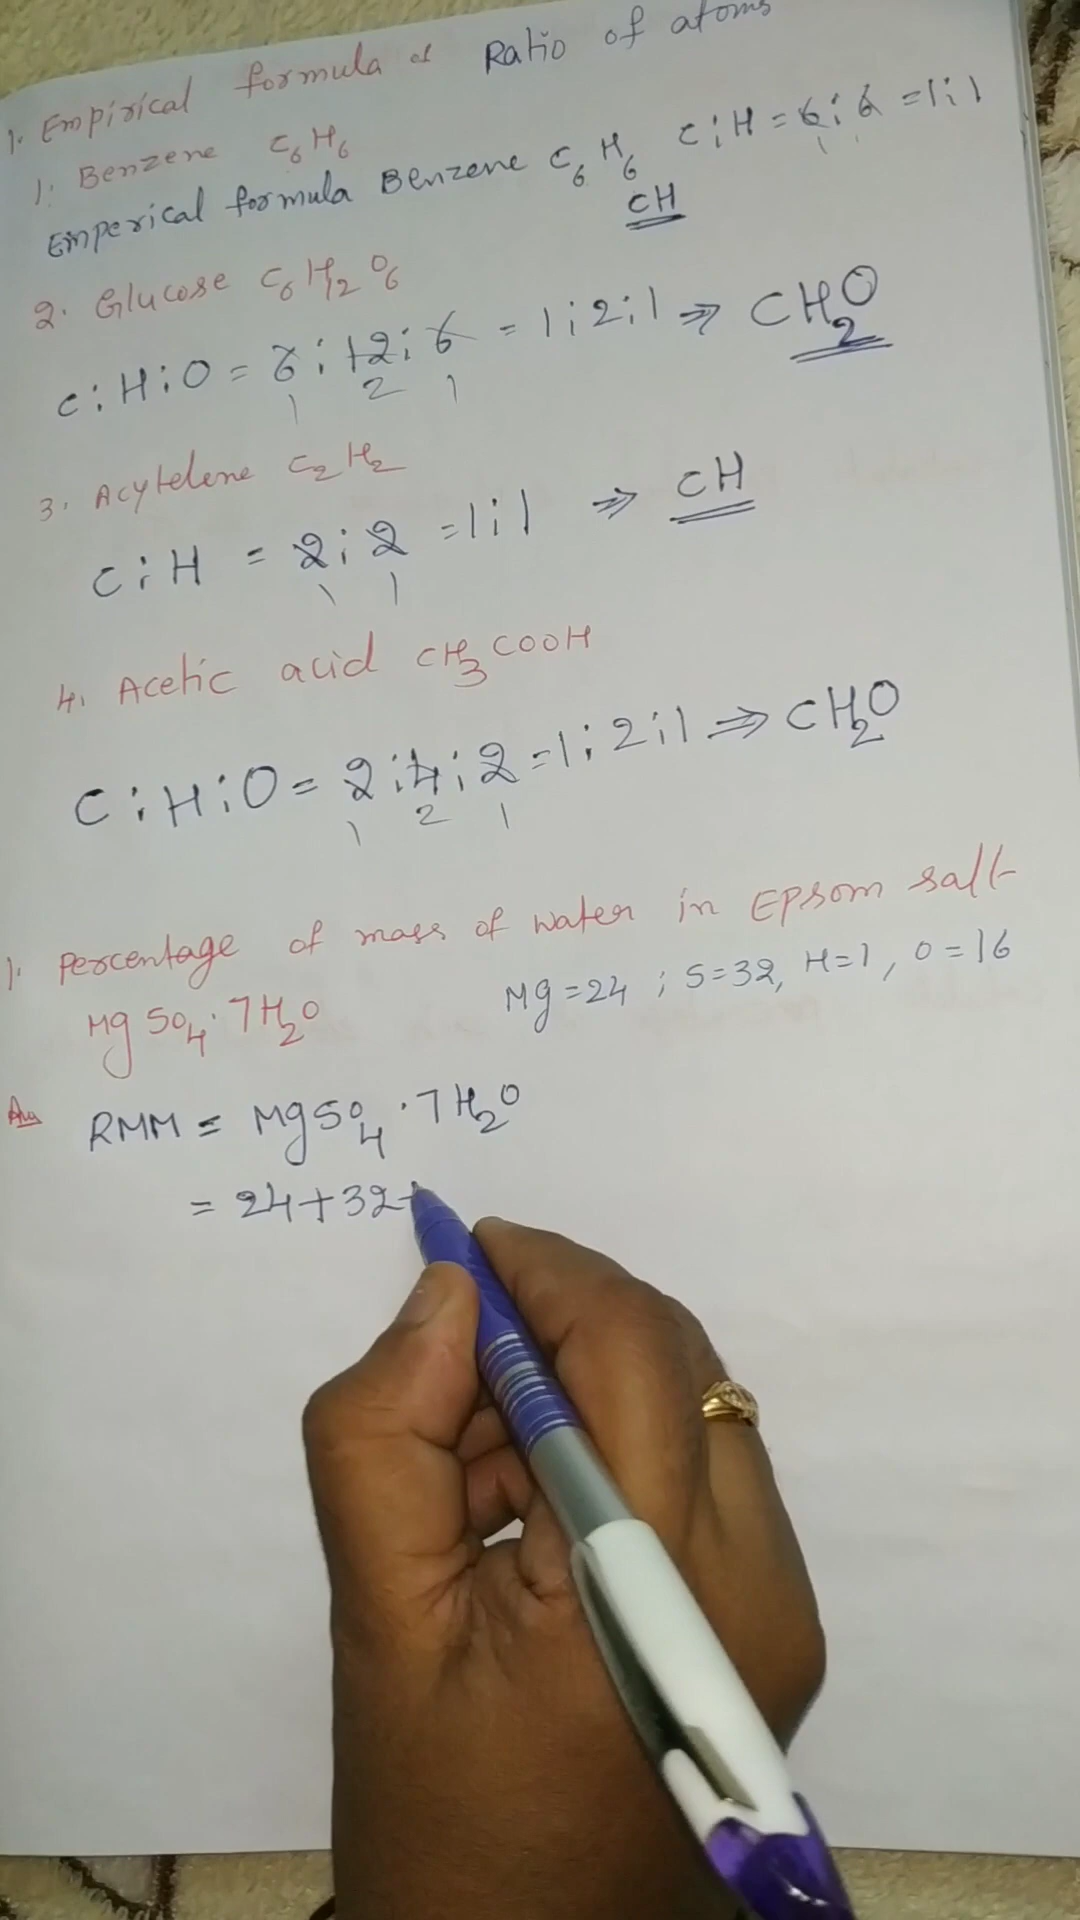 1. Empirical formula of Ratio of atoms
1. Benzene C6H6
Emperical formula Benzene C6H6 C:H = 6:6 = 1:1
1 1
CH
2. Glucose C6H12O6
C:H:O = 6:12:6 = 1:2:1 ⇒ CH2O
1 2 1
3. Acytelene C2H2
C:H = 2:2 = 1:1 ⇒ CH
1 1
4. Acetic acid CH3COOH
C:H:O = 2:4:2 = 1:2:1 ⇒ CH2O
1 2 1
1. percentage of mass of water in Epsom salt
MgSO4.7H2O Mg=24 ; S=32, H=1, O=16
Ans RMM = MgSO4.7H2O
= 24+32+